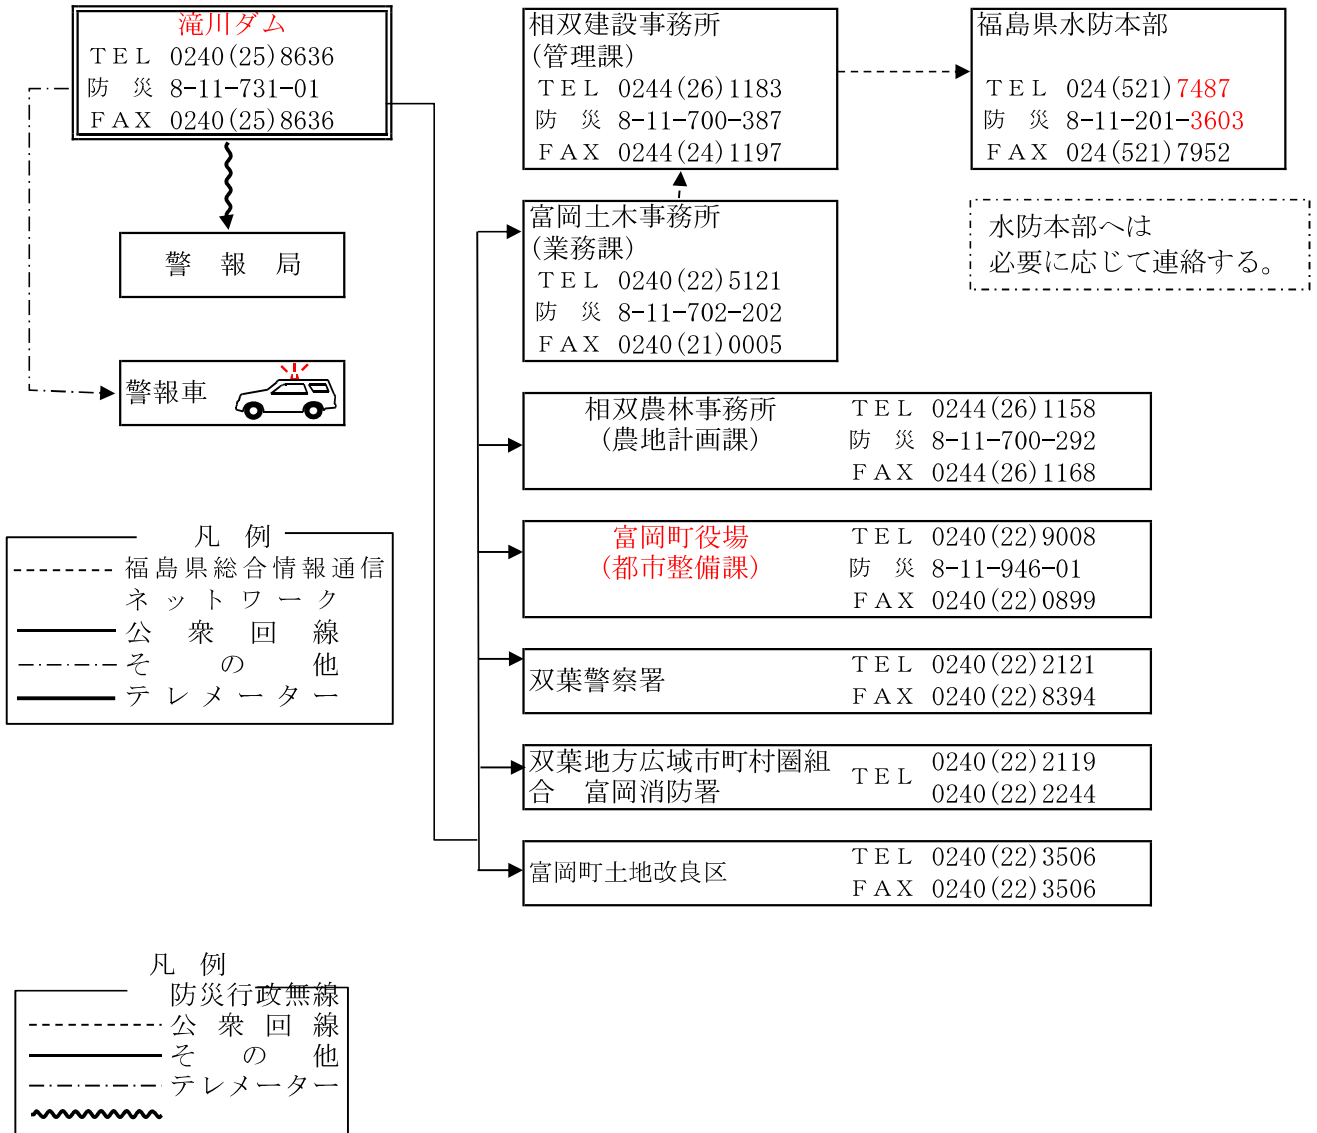 滝川ダム
TEL 0240(25)8636
防 災 8-11-731-01
FAX 0240(25)8636
警 報 局
警報車
相双建設事務所
(管理課)
TEL 0244(26)1183
防 災 8-11-700-387
FAX 0244(24)1197
福島県水防本部
TEL 024(521)7487
防 災 8-11-201-3603
FAX 024(521)7952
富岡土木事務所
(業務課)
TEL 0240(22)5121
防 災 8-11-702-202
FAX 0240(21)0005
水防本部へは
必要に応じて連絡する。
相双農林事務所 TEL 0244(26)1158
(農地計画課) 防 災 8-11-700-292
FAX 0244(26)1168
富岡町役場 TEL 0240(22)9008
(都市整備課) 防 災 8-11-946-01
FAX 0240(22)0899
双葉警察署
TEL 0240(22)2121
FAX 0240(22)8394
双葉地方広域市町村圏組
合 富岡消防署
TEL 0240(22)2119
0240(22)2244
富岡町土地改良区
TEL 0240(22)3506
FAX 0240(22)3506
凡 例
福島県総合情報通信
ネットワーク
公衆回線
その他
テレメーター
凡 例
防災行政無線
公衆回線
その他
テレメーター